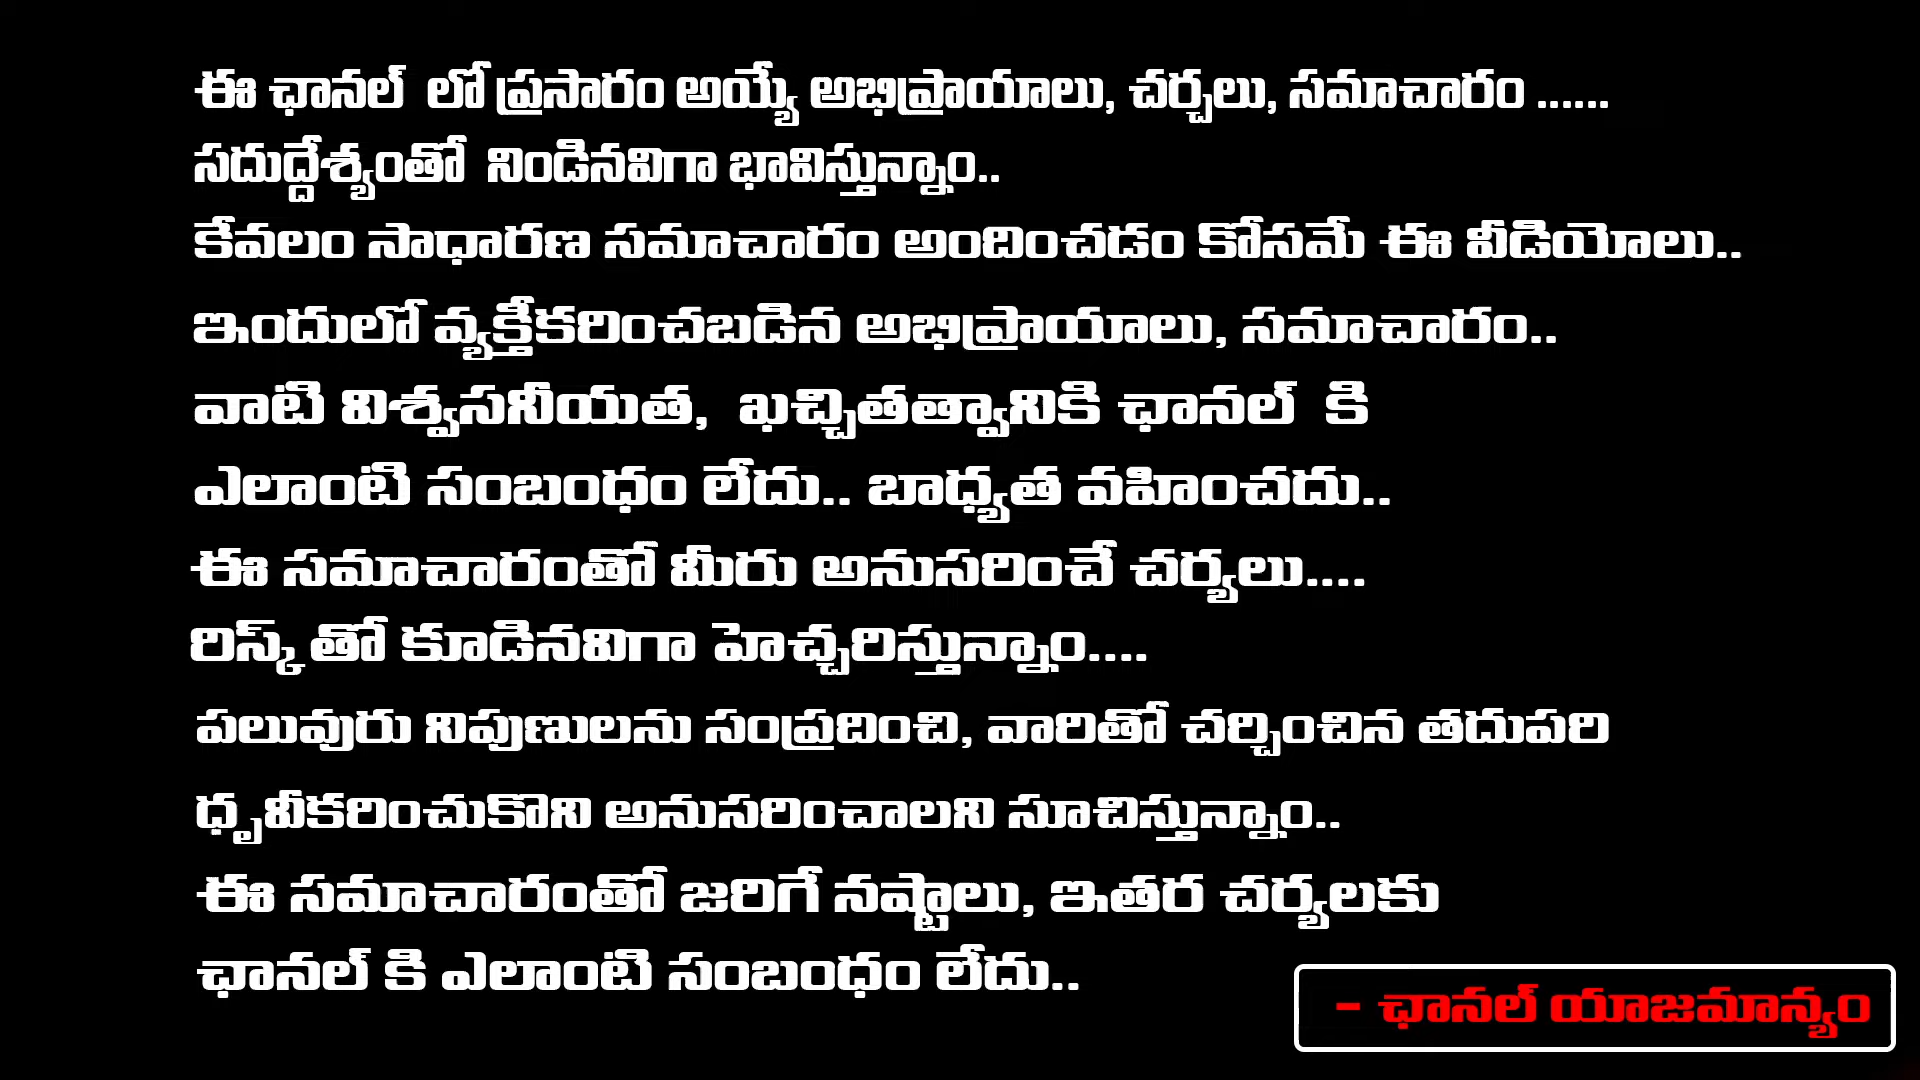 ఈ ఛానల్ లో ప్రసారం అయ్యే అభిప్రాయాలు, చర్చలు, సమాచారం ......
సదుద్దేశ్యంతో నిండినవిగా భావిస్తున్నాం..
కేవలం సాధారణ సమాచారం అందించడం కోసమే ఈ వీడియోలు..
ఇందులో వ్యక్తీకరించబడిన అభిప్రాయాలు, సమాచారం..
వాటి విశ్వసనీయత, ఖచ్చితత్వానికి ఛానల్ కి
ఎలాంటి సంబంధం లేదు.. బాధ్యత వహించదు..
ఈ సమాచారంతో మీరు అనుసరించే చర్యలు....
రిస్క్ తో కూడినవిగా హెచ్చరిస్తున్నాం....
పలువురు నిపుణులను సంప్రదించి, వారితో చర్చించిన తదుపరి
ధృవీకరించుకొని అనుసరించాలని సూచిస్తున్నాం..
ఈ సమాచారంతో జరిగే నష్టాలు, ఇతర చర్యలకు
ఛానల్ కి ఎలాంటి సంబంధం లేదు..
- ఛానల్ యాజమాన్యం